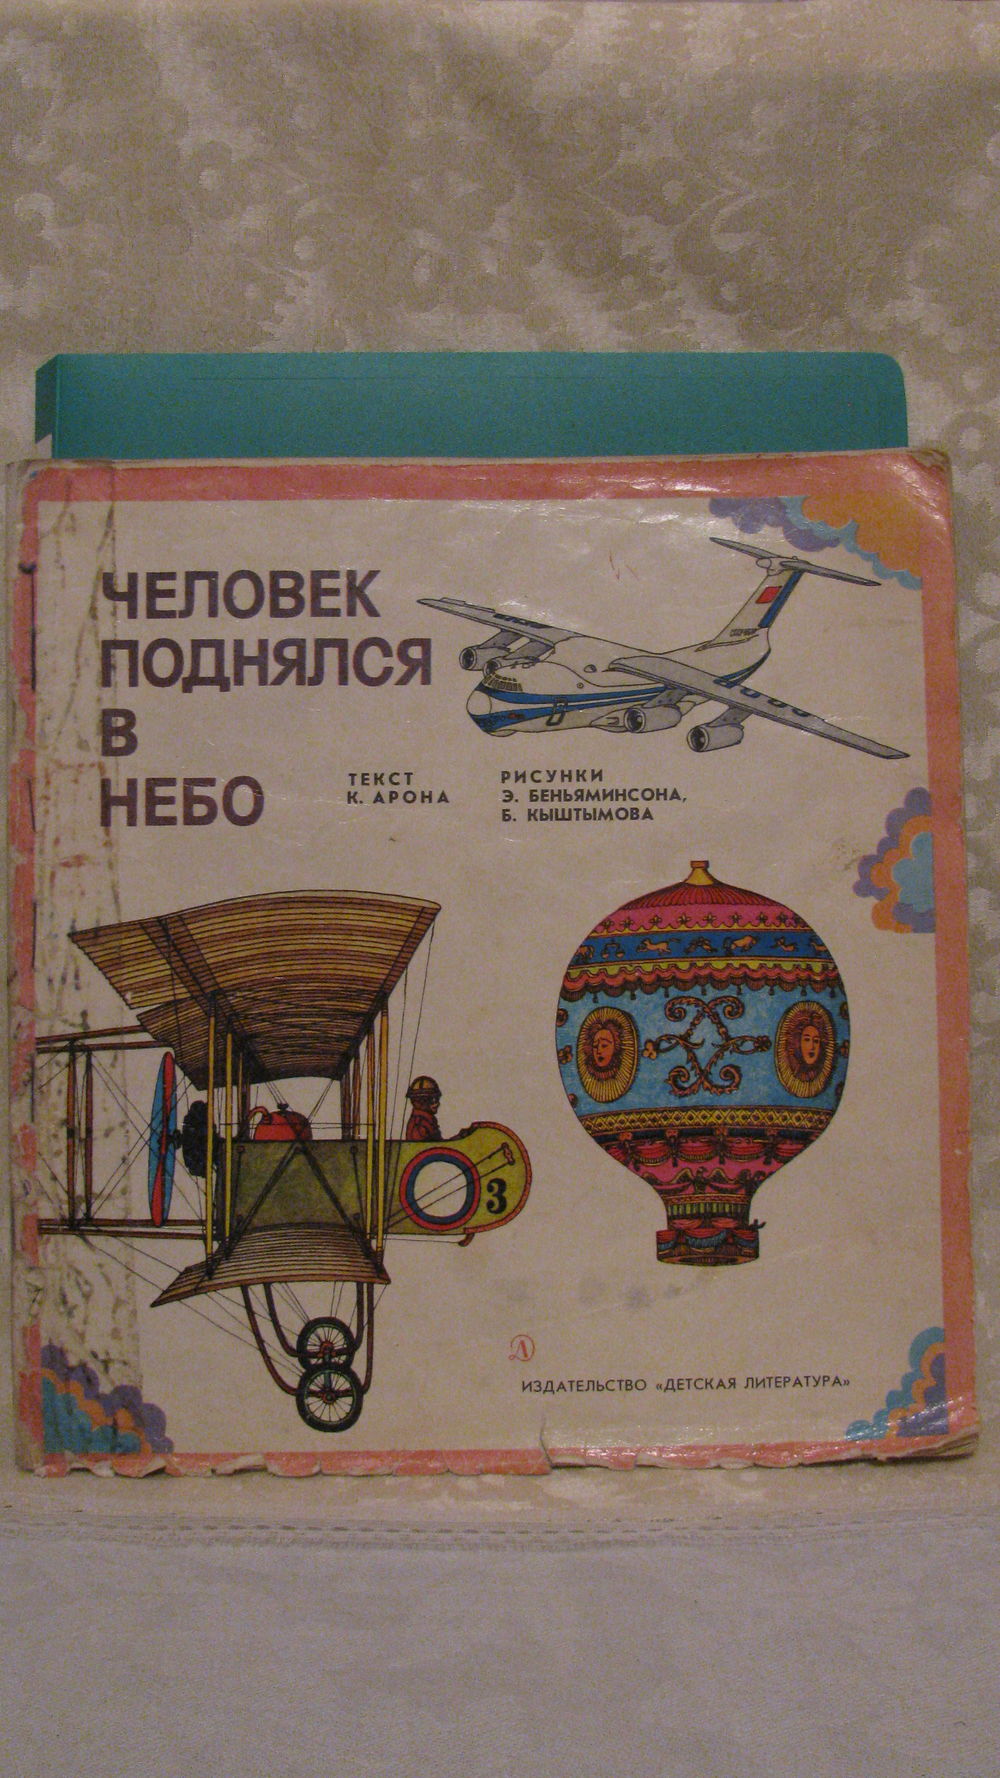 ЧЕЛОВЕК
ПОДНЯЛСЯ
В
НЕБО
ТЕКСТ
К. АРОНА
РИСУНКИ
Э. БЕНЬЯМИНСОНА,
Б. КЫШТЫМОВА
3
ИЗДАТЕЛЬСТВО «ДЕТСКАЯ ЛИТЕРАТУРА»